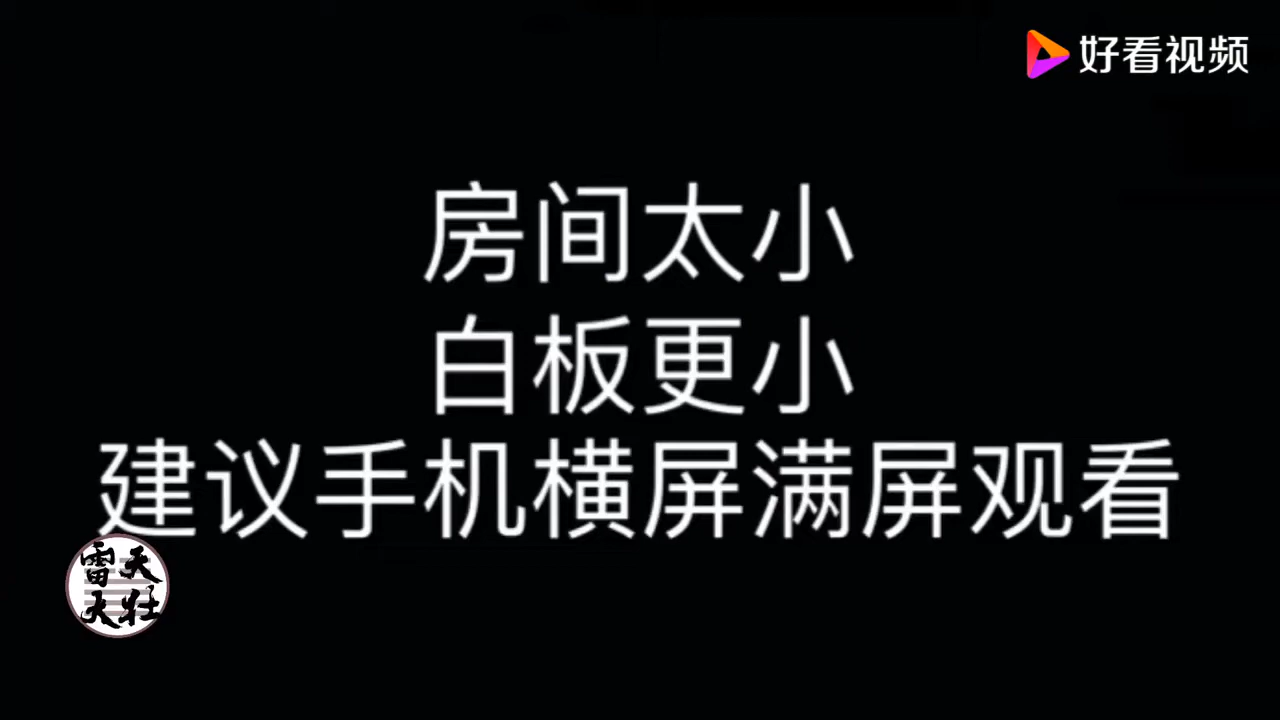 好看视频
房间太小
白板更小
建议手机横屏满屏观看
雷天
大壮